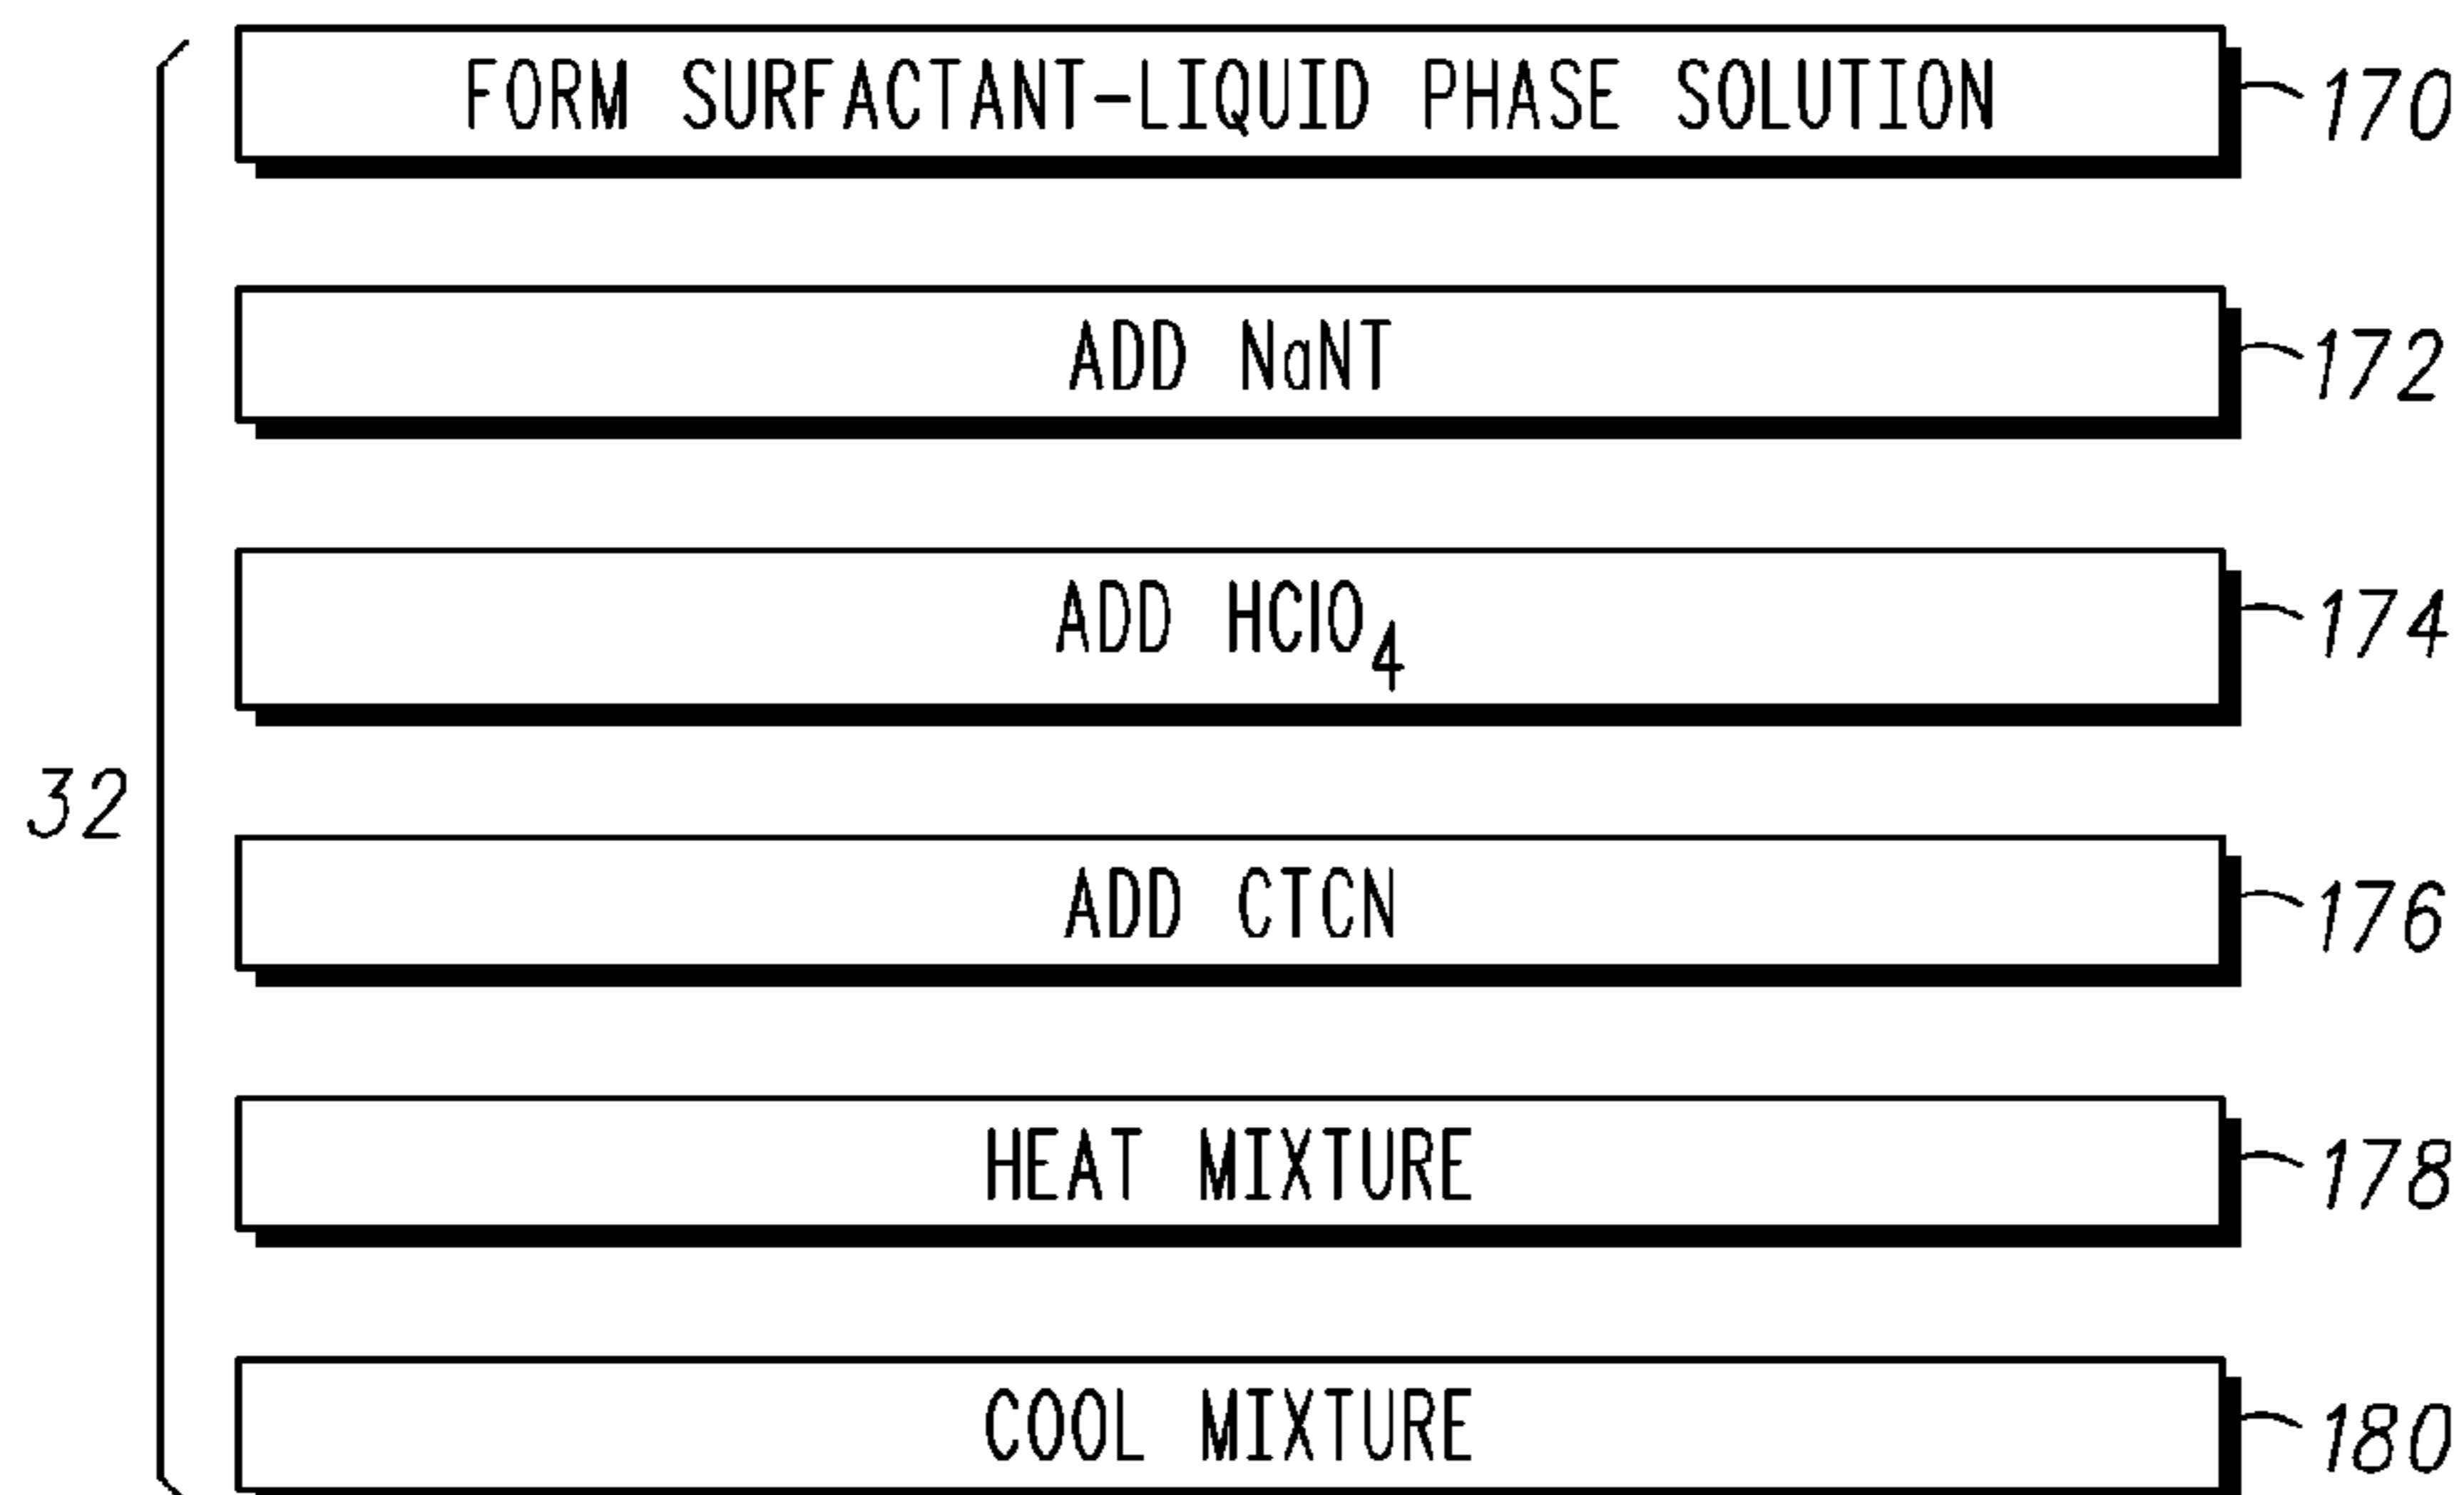 FORM SURFACTANT-LIQUID PHASE SOLUTION 170
ADD NaNT 172
ADD HClO4 174
32
ADD CTCN 176
HEAT MIXTURE 178
COOL MIXTURE 180